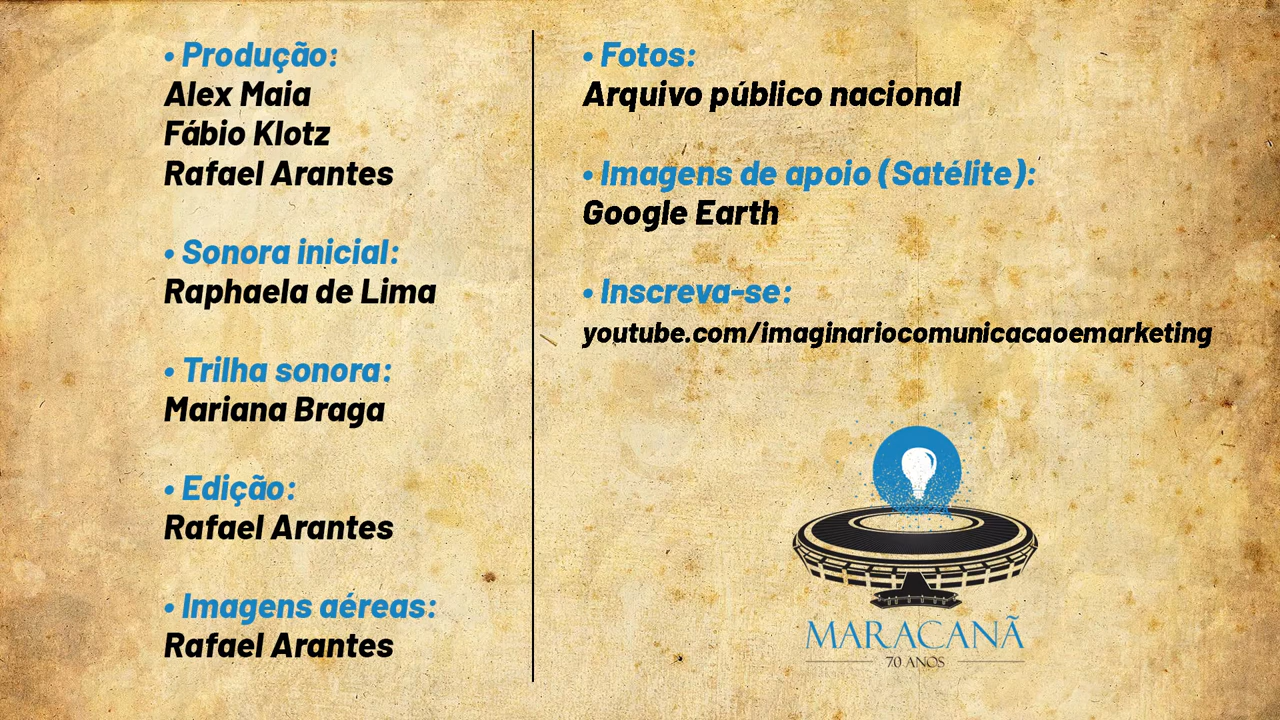 • Produção:
Alex Maia
Fábio Klotz
Rafael Arantes
• Sonora inicial:
Raphaela de Lima
• Trilha sonora:
Mariana Braga
• Edição:
Rafael Arantes
• Imagens aéreas:
Rafael Arantes
• Fotos:
Arquivo público nacional
• Imagens de apoio (Satélite):
Google Earth
• Inscreva-se:
youtube.com/imaginariocomunicacaoemarketing
MARACANÃ
70 ANOS